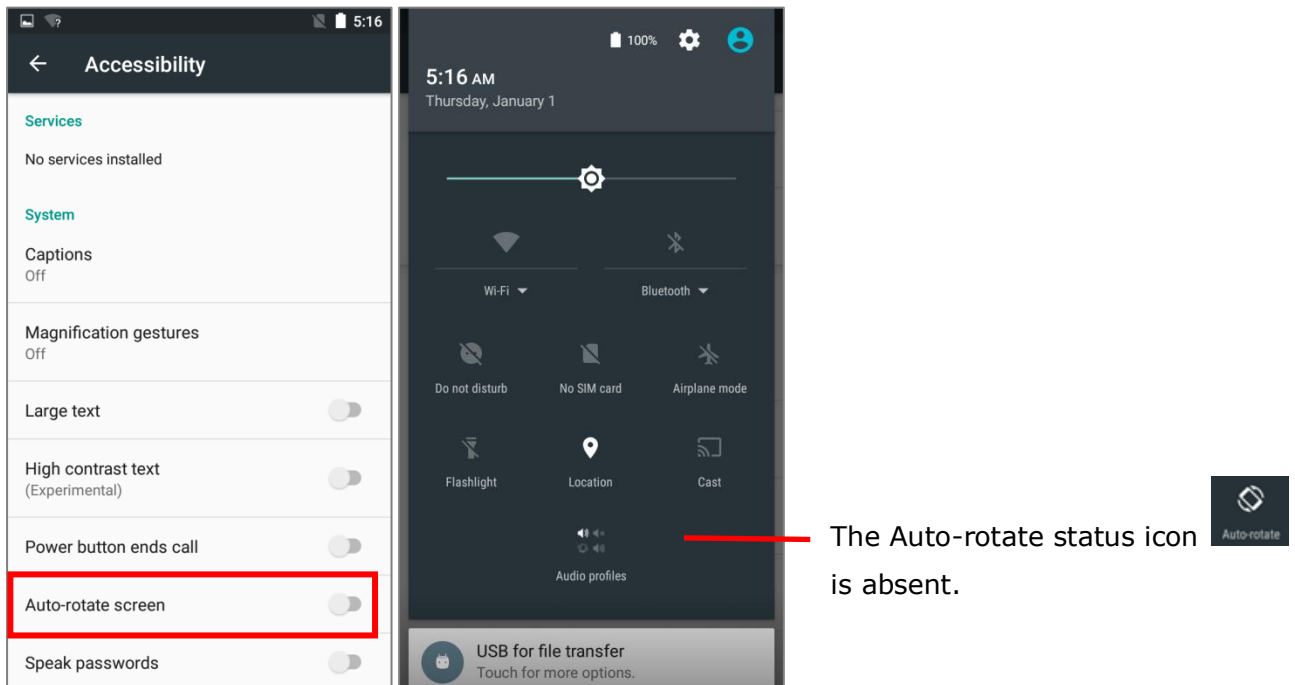 5:16
Accessibility
Services
No services installed
System
Captions
Off
Magnification gestures
Off
Large text
High contrast text
(Experimental)
Power button ends call
Auto-rotate screen
Speak passwords
100%
5:16 AM
Thursday, January 1
Wi-Fi
Bluetooth
Do not disturb
No SIM card
Airplane mode
Flashlight
Location
Cast
Audio profiles
USB for file transfer
Touch for more options.
The Auto-rotate status icon
Auto-rotate
is absent.